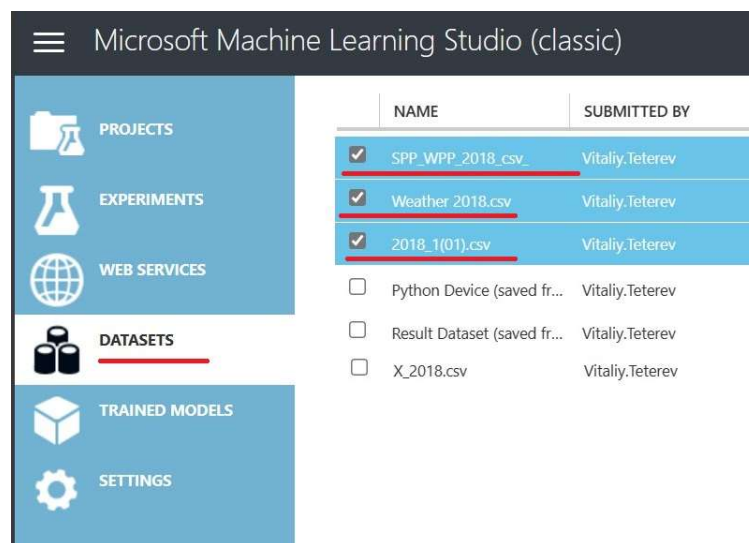 Microsoft Machine Learning Studio (classic)
PROJECTS
EXPERIMENTS
WEB SERVICES
DATASETS
TRAINED MODELS
SETTINGS
NAME SUBMITTED BY
SPP_WPP_2018_csv_ Vitaliy.Teterev
Weather 2018.csv Vitaliy.Teterev
2018_1(01).csv Vitaliy.Teterev
Python Device (saved fr... Vitaliy.Teterev
Result Dataset (saved fr... Vitaliy.Teterev
X_2018.csv Vitaliy.Teterev